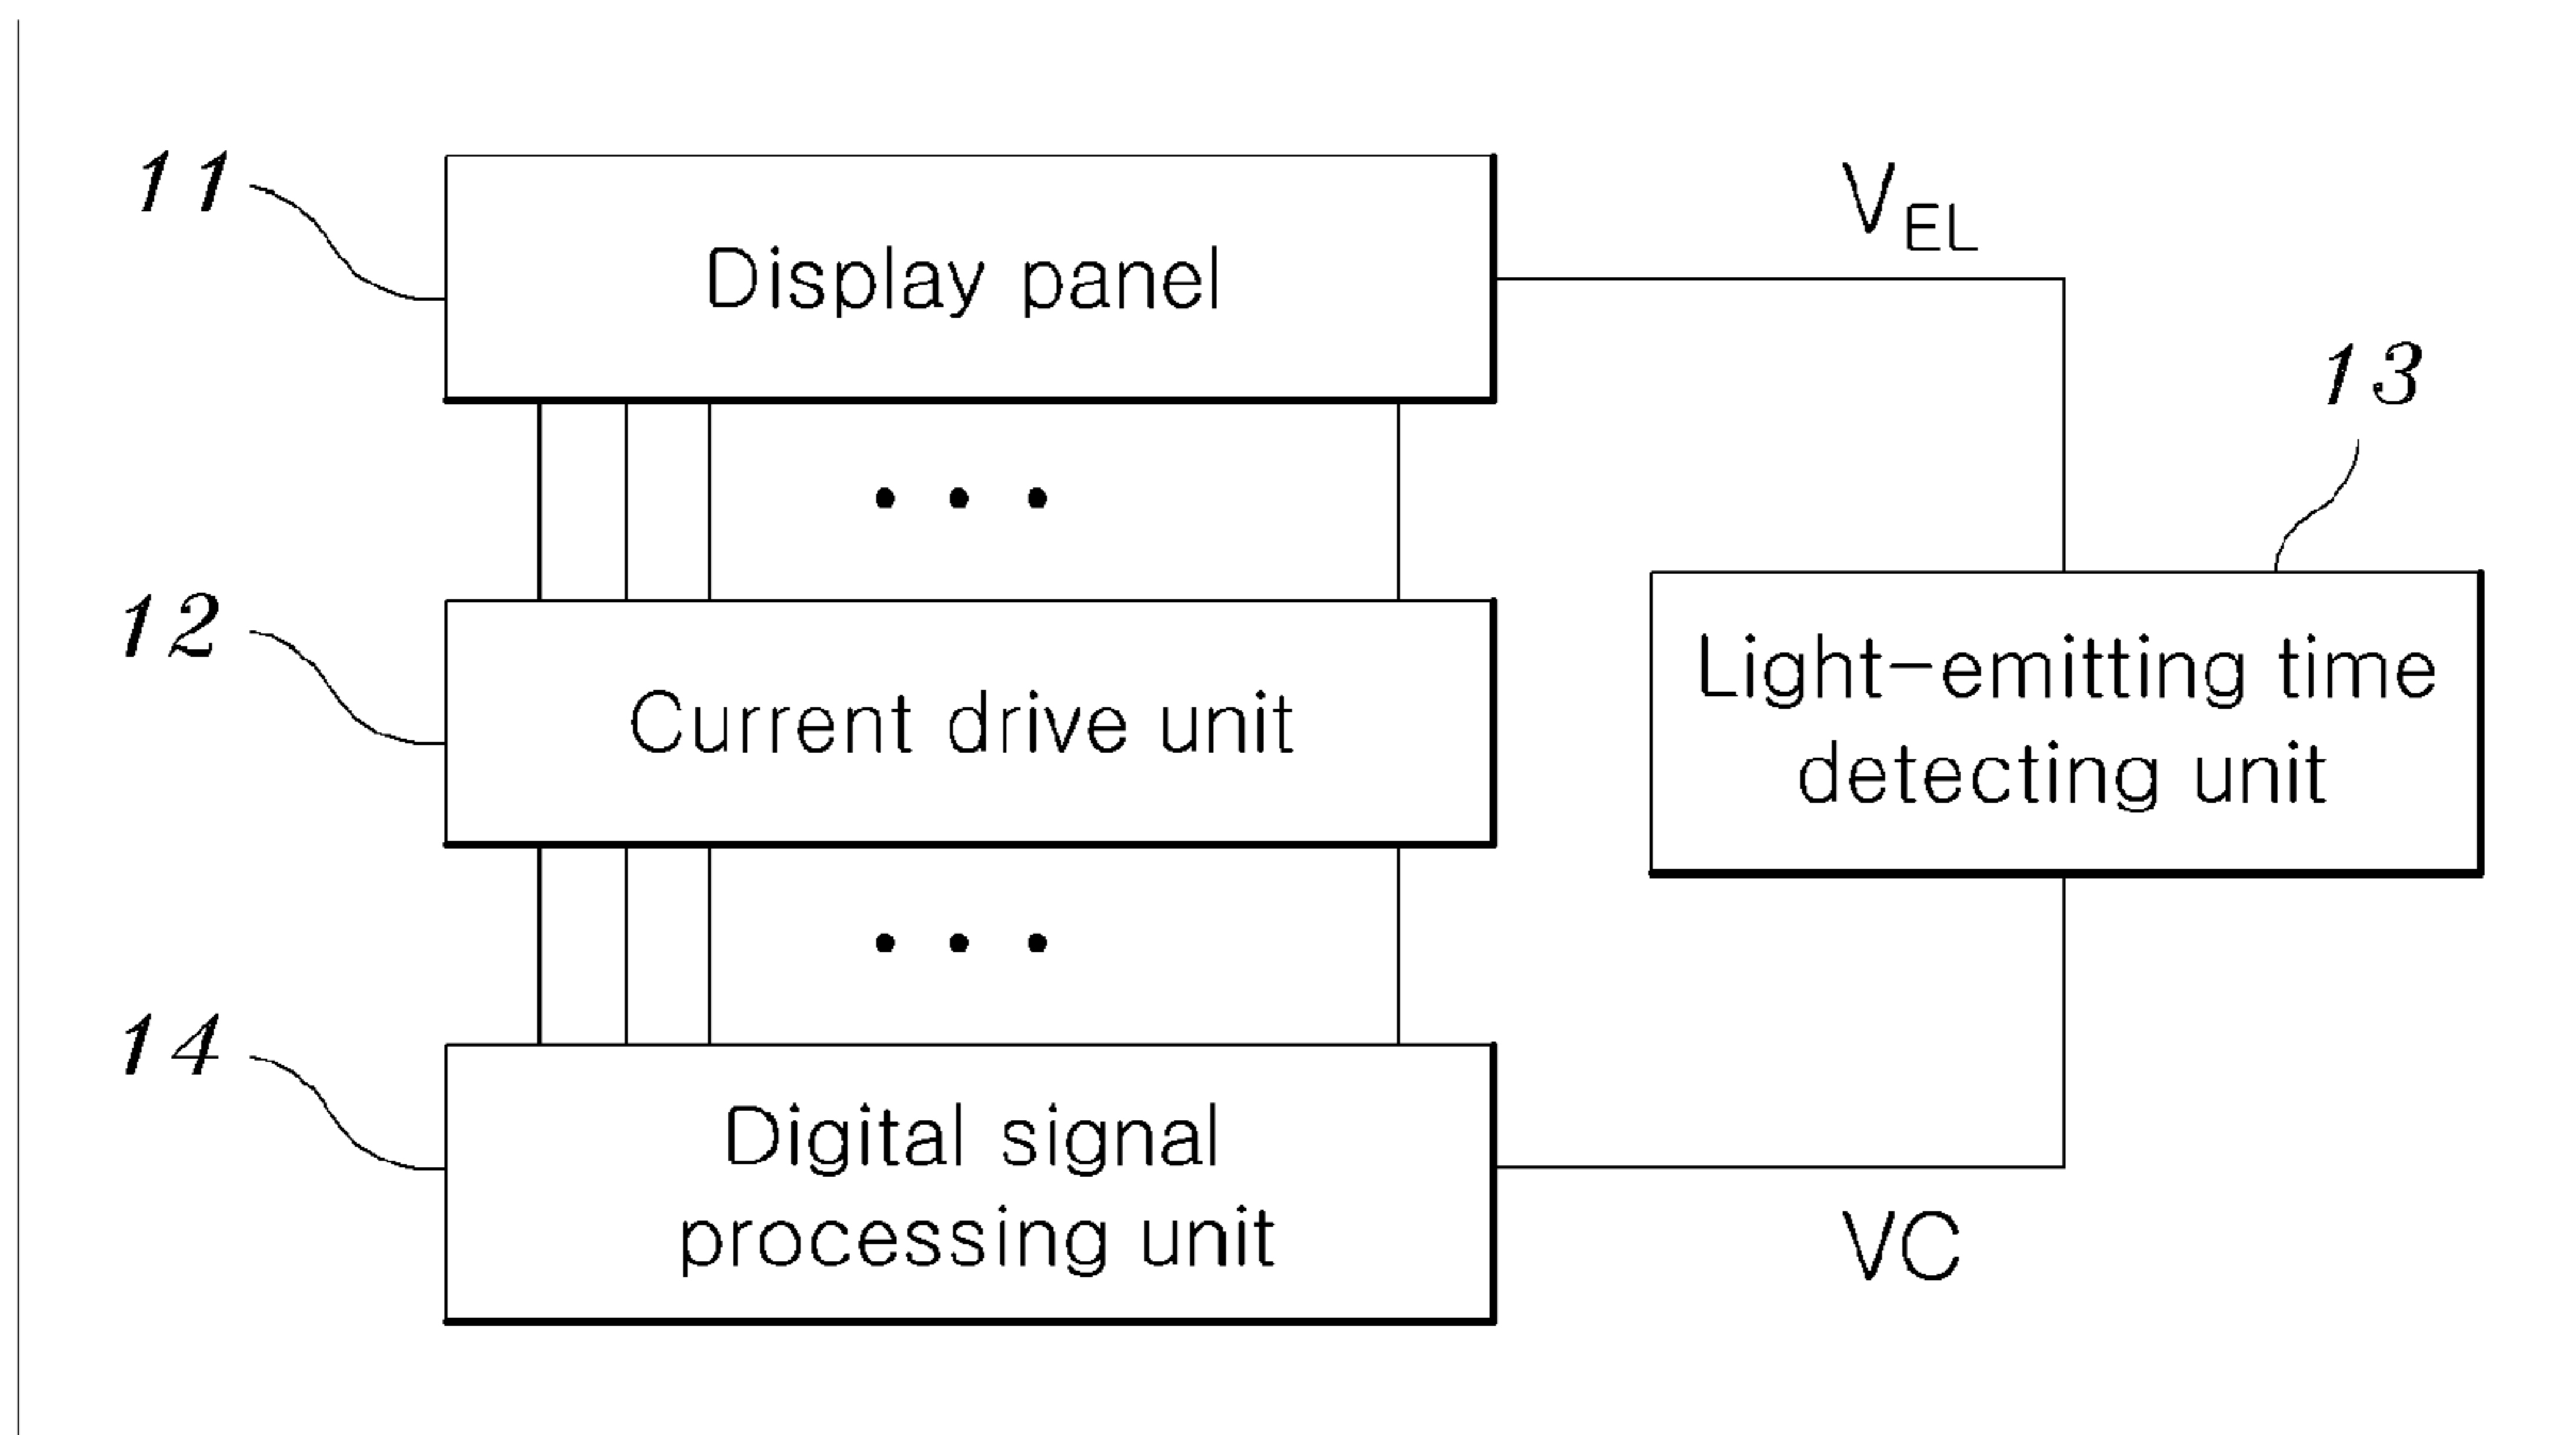 11
Display panel
V_EL
13
12
Current drive unit
Light-emitting time
detecting unit
14
Digital signal
processing unit
VC